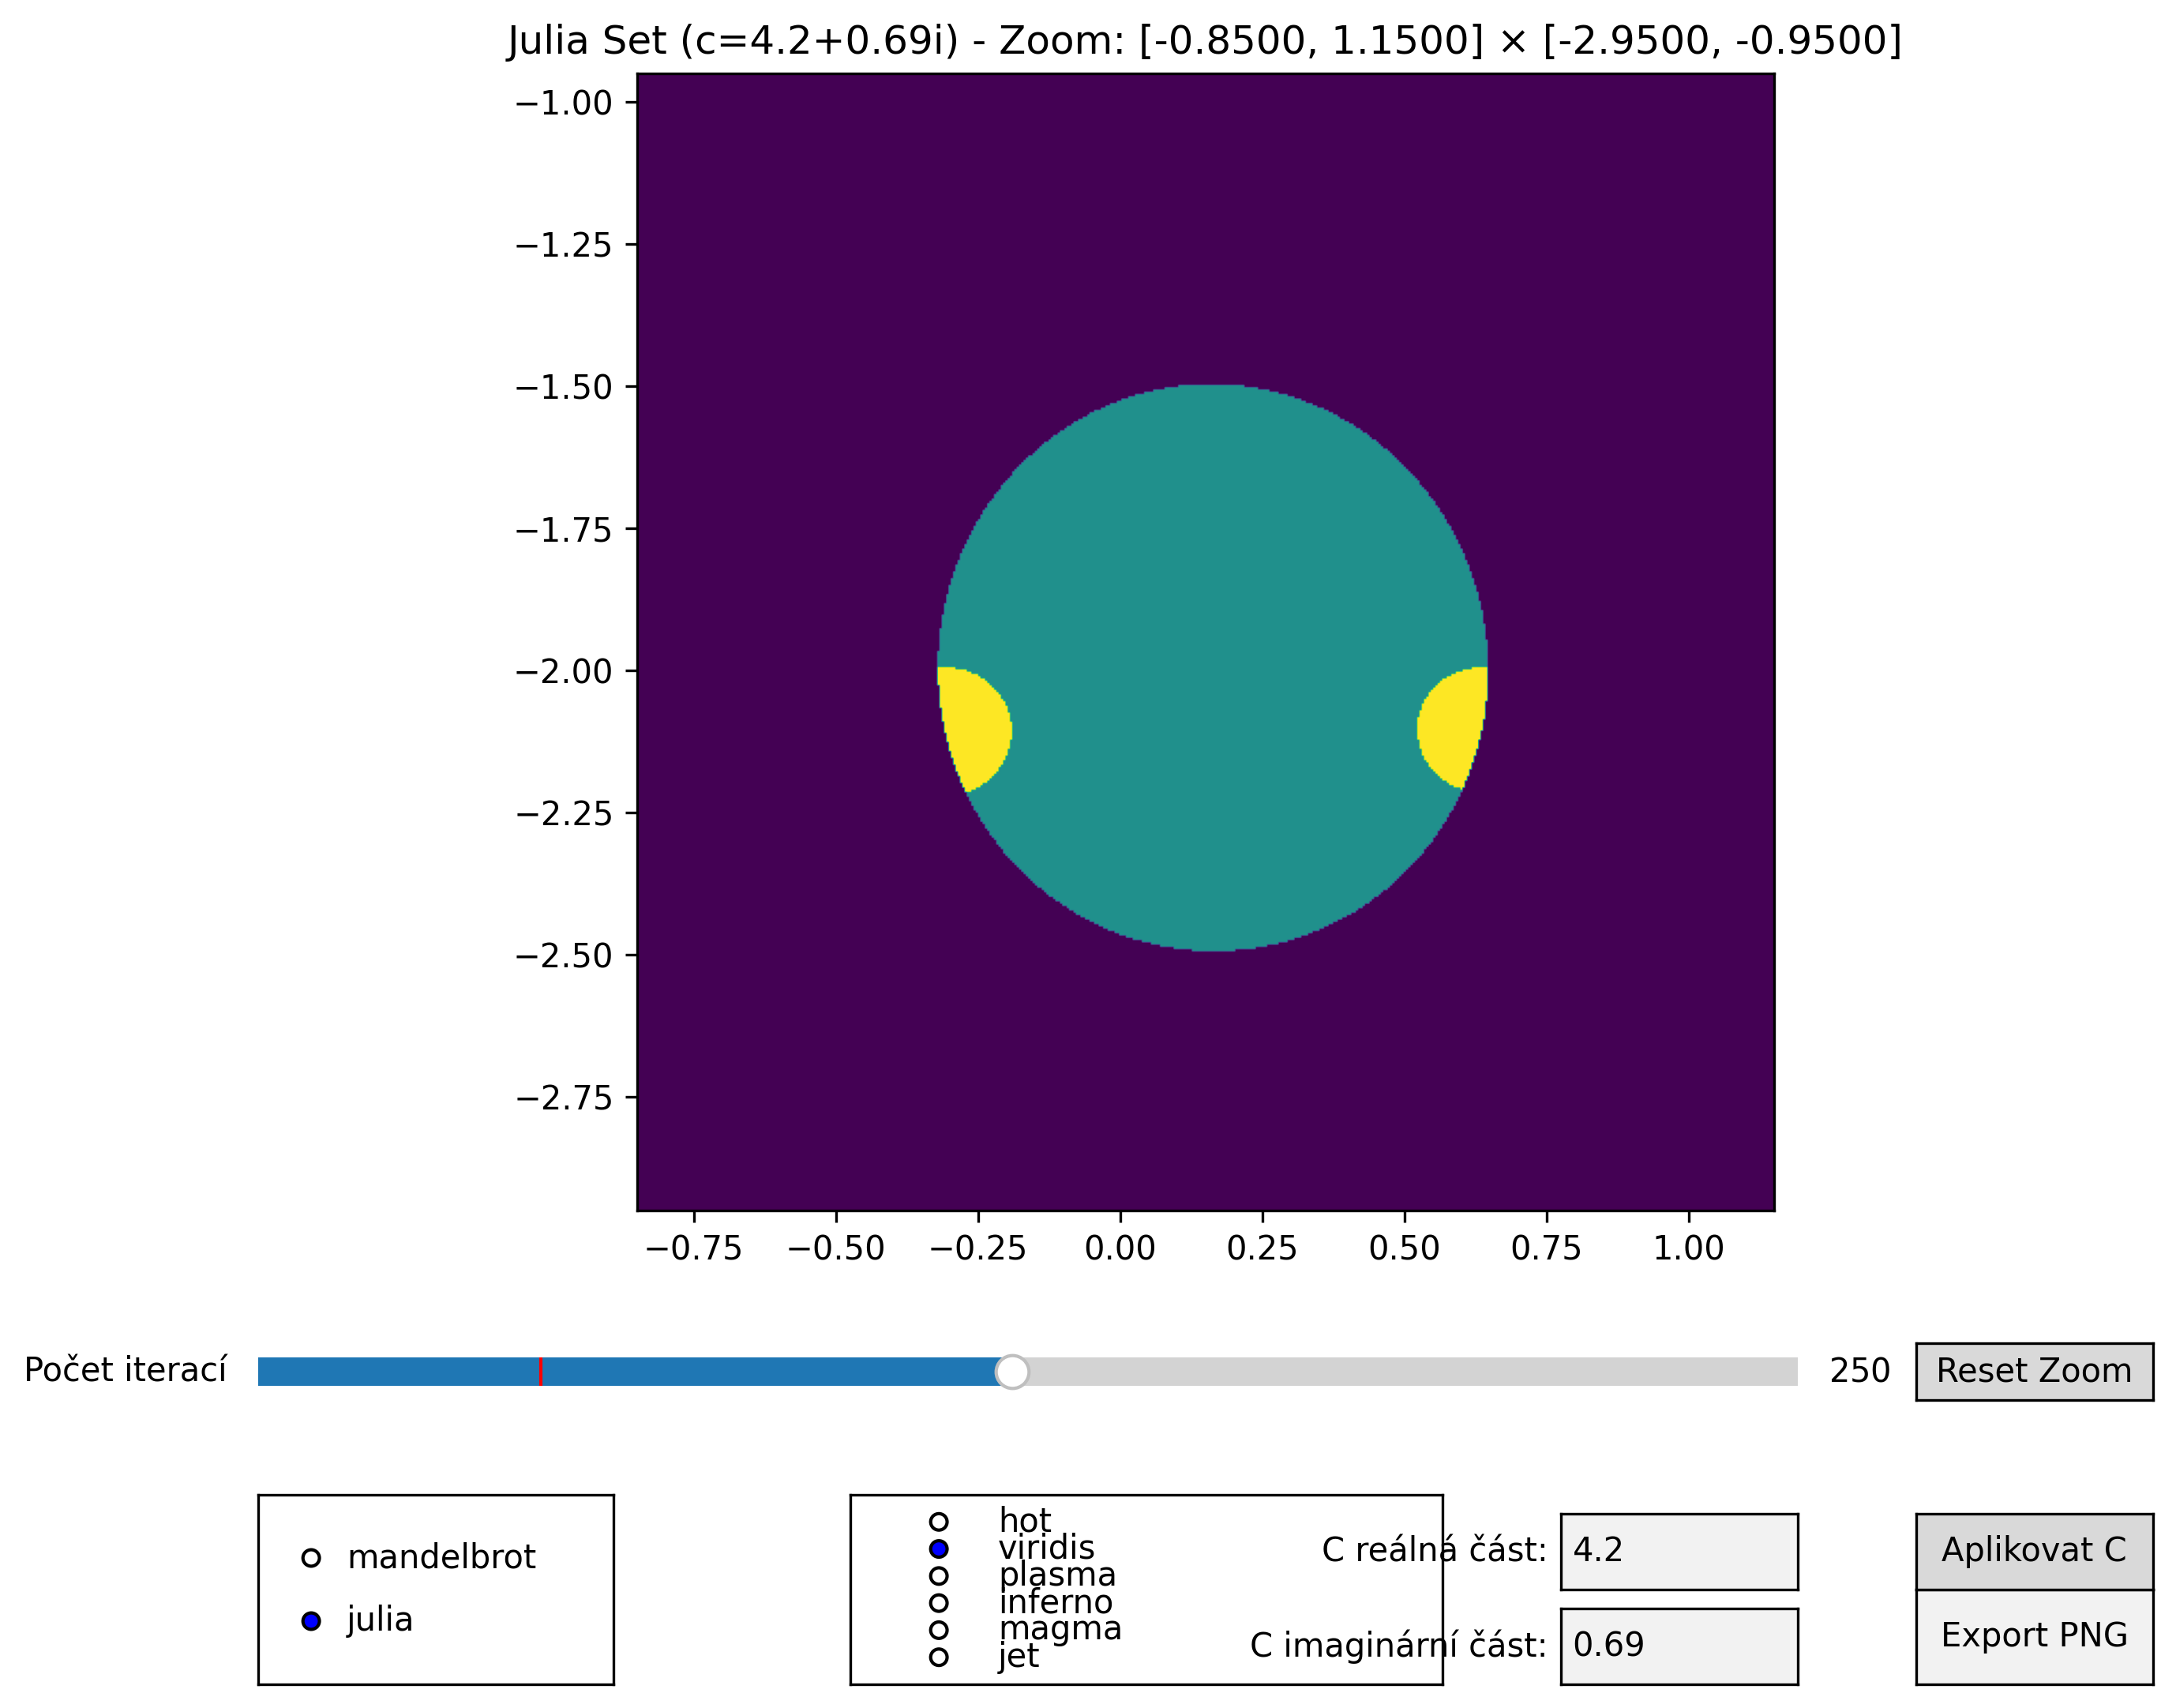 Julia Set (c=4.2+0.69i) - Zoom: [-0.8500, 1.1500] × [-2.9500, -0.9500]
−1.00
−1.25
−1.50
−1.75
−2.00
−2.25
−2.50
−2.75
−0.75 −0.50 −0.25 0.00 0.25 0.50 0.75 1.00
Počet iterací 250 Reset Zoom
mandelbrot
julia
hot
viridis
plasma
inferno
magma
jet
C reálná část: 4.2
C imaginární část: 0.69
Aplikovat C
Export PNG